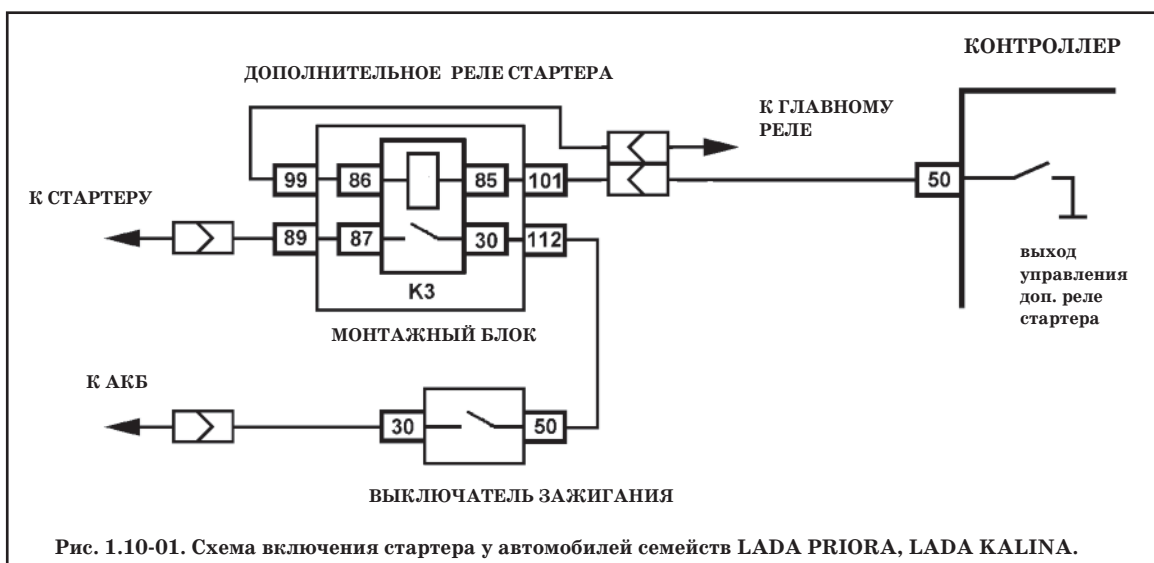 КОНТРОЛЛЕР
ДОПОЛНИТЕЛЬНОЕ РЕЛЕ СТАРТЕРА
К ГЛАВНОМУ
РЕЛЕ
99 86 85 101
50
К СТАРТЕРУ
89 87 30 112
К3
МОНТАЖНЫЙ БЛОК
выход
управления
доп. реле
стартера
К АКБ
30 50
ВЫКЛЮЧАТЕЛЬ ЗАЖИГАНИЯ
Рис. 1.10-01. Схема включения стартера у автомобилей семейств LADA PRIORA, LADA KALINA.